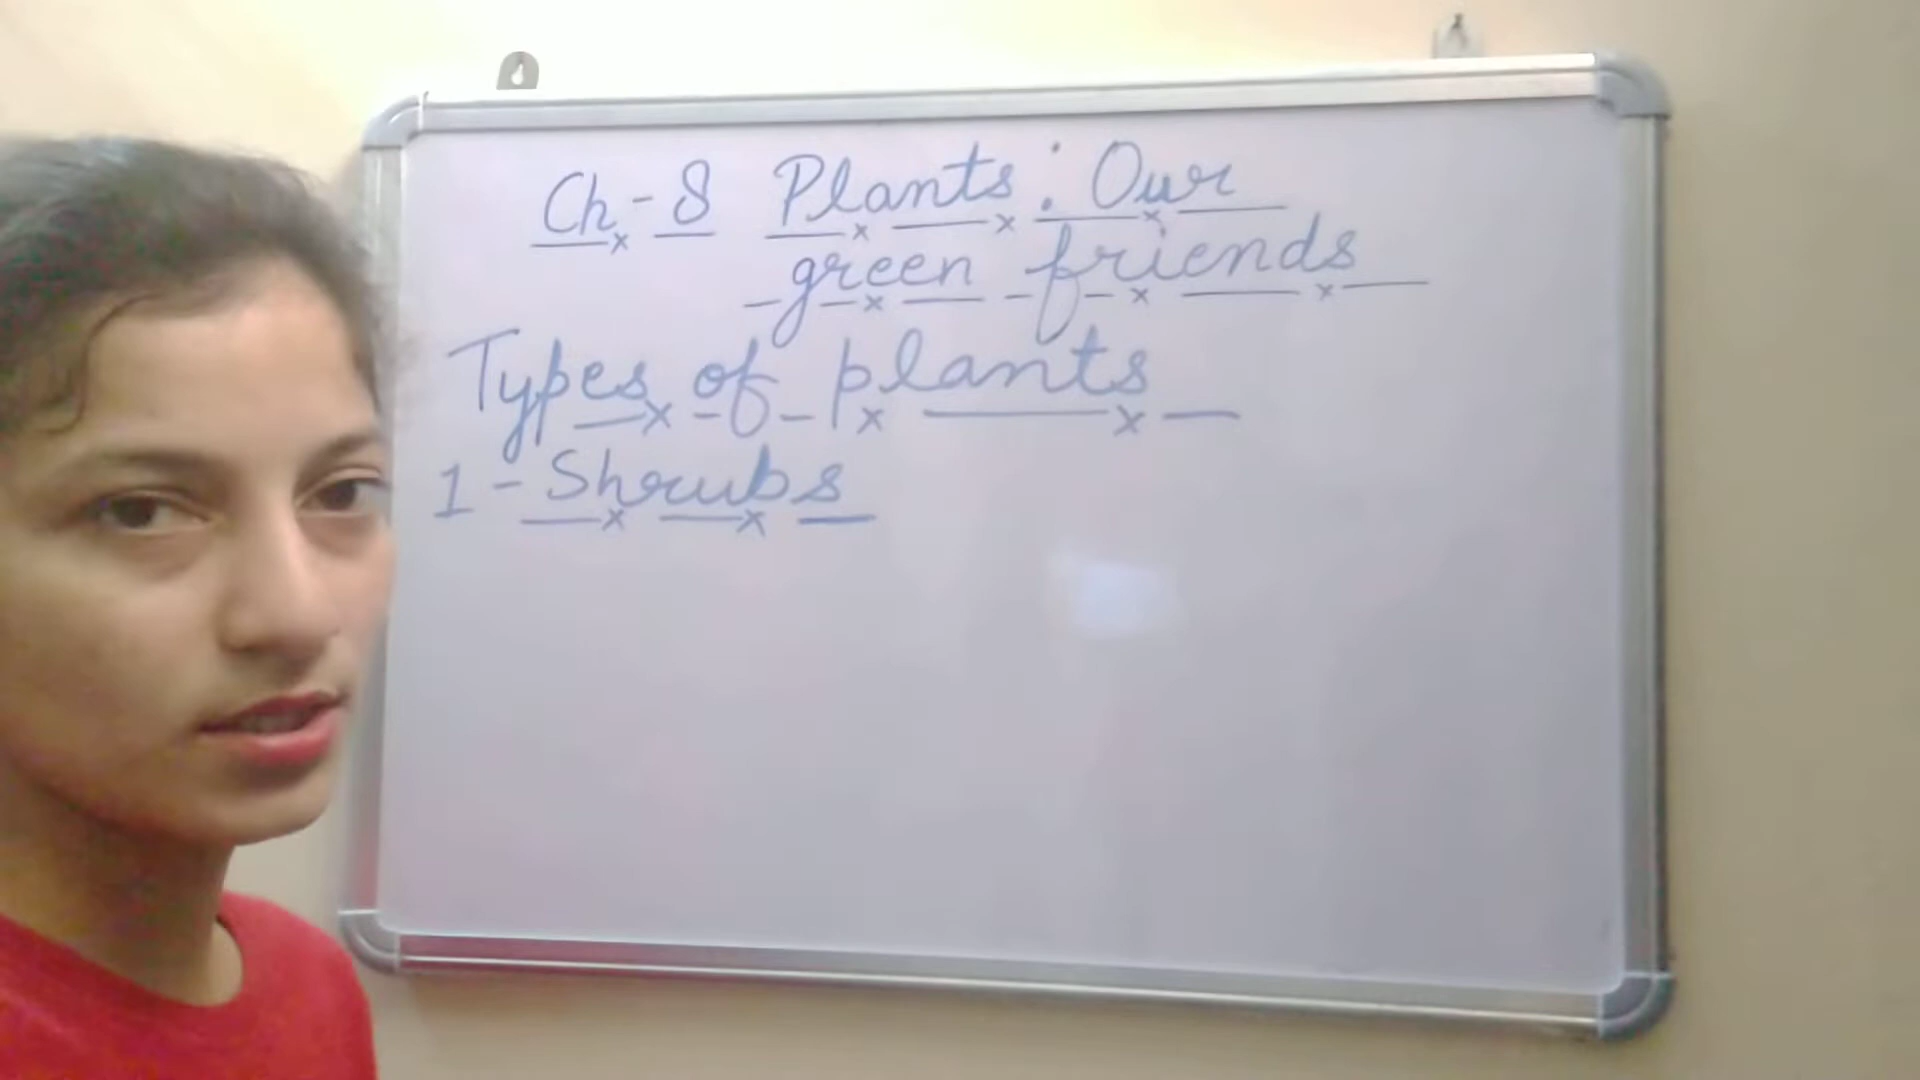 Ch-8 Plants: Our
green friends
Types of plants
1 - Shrubs